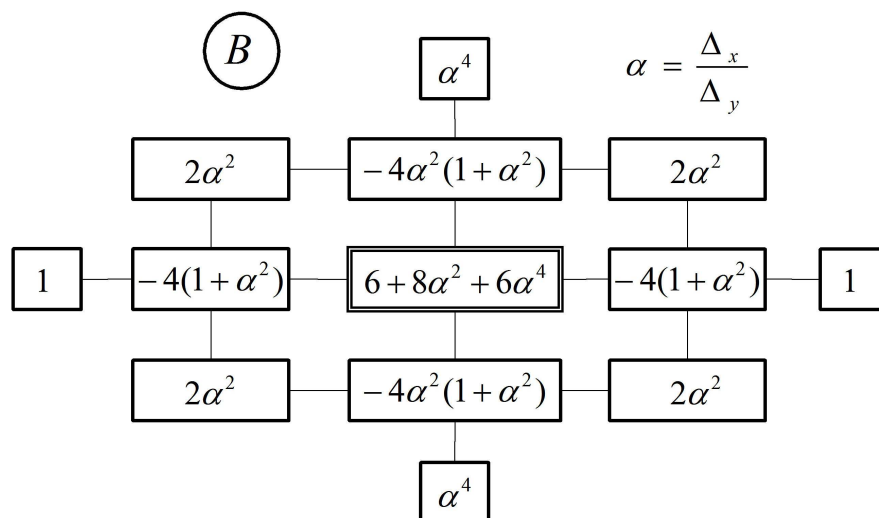 B
α⁴
α = Δₓ / Δ_y
2α²
−4α²(1+α²)
2α²
1
−4(1+α²)
6+8α²+6α⁴
−4(1+α²)
1
2α²
−4α²(1+α²)
2α²
α⁴